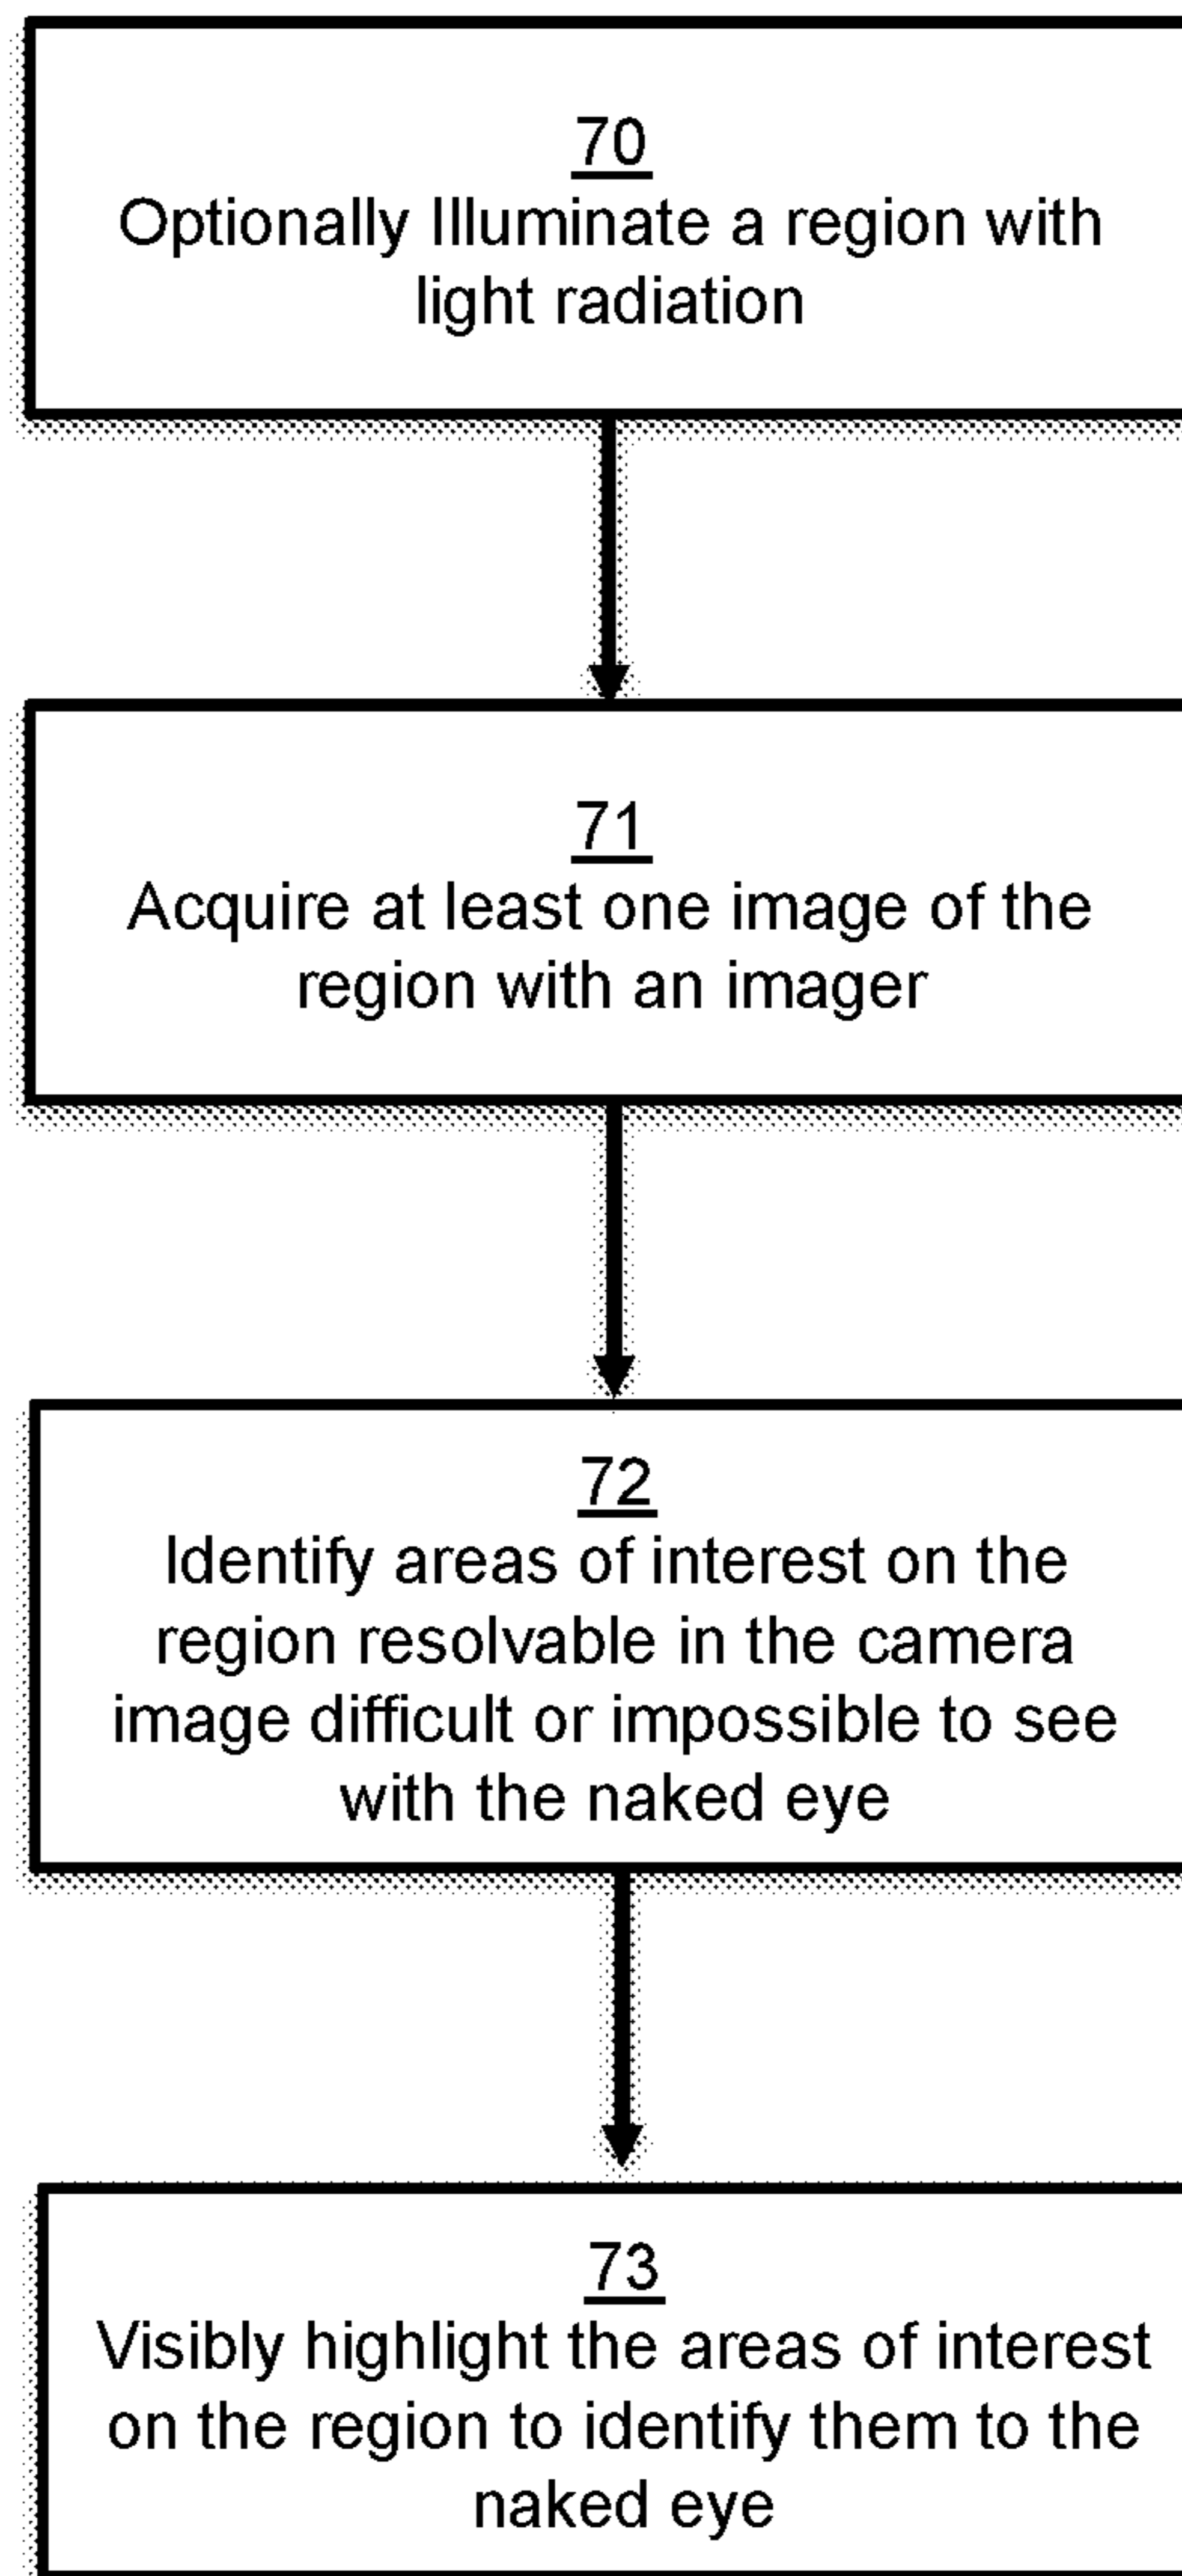 70
Optionally Illuminate a region with
light radiation
71
Acquire at least one image of the
region with an imager
72
Identify areas of interest on the
region resolvable in the camera
image difficult or impossible to see
with the naked eye
73
Visibly highlight the areas of interest
on the region to identify them to the
naked eye